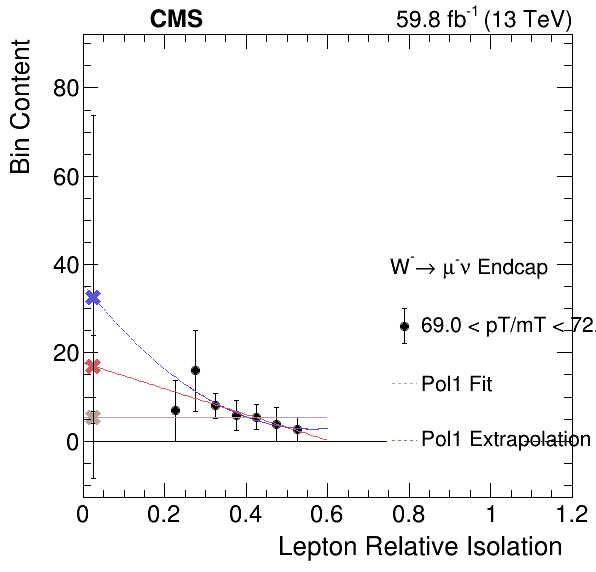 CMS
59.8 fb⁻¹ (13 TeV)
Bin Content
80
60
40
20
0
W⁻→ μ⁻ν Endcap
69.0 < pT/mT < 72.
Pol1 Fit
Pol1 Extrapolation
0 0.2 0.4 0.6 0.8 1 1.2
Lepton Relative Isolation